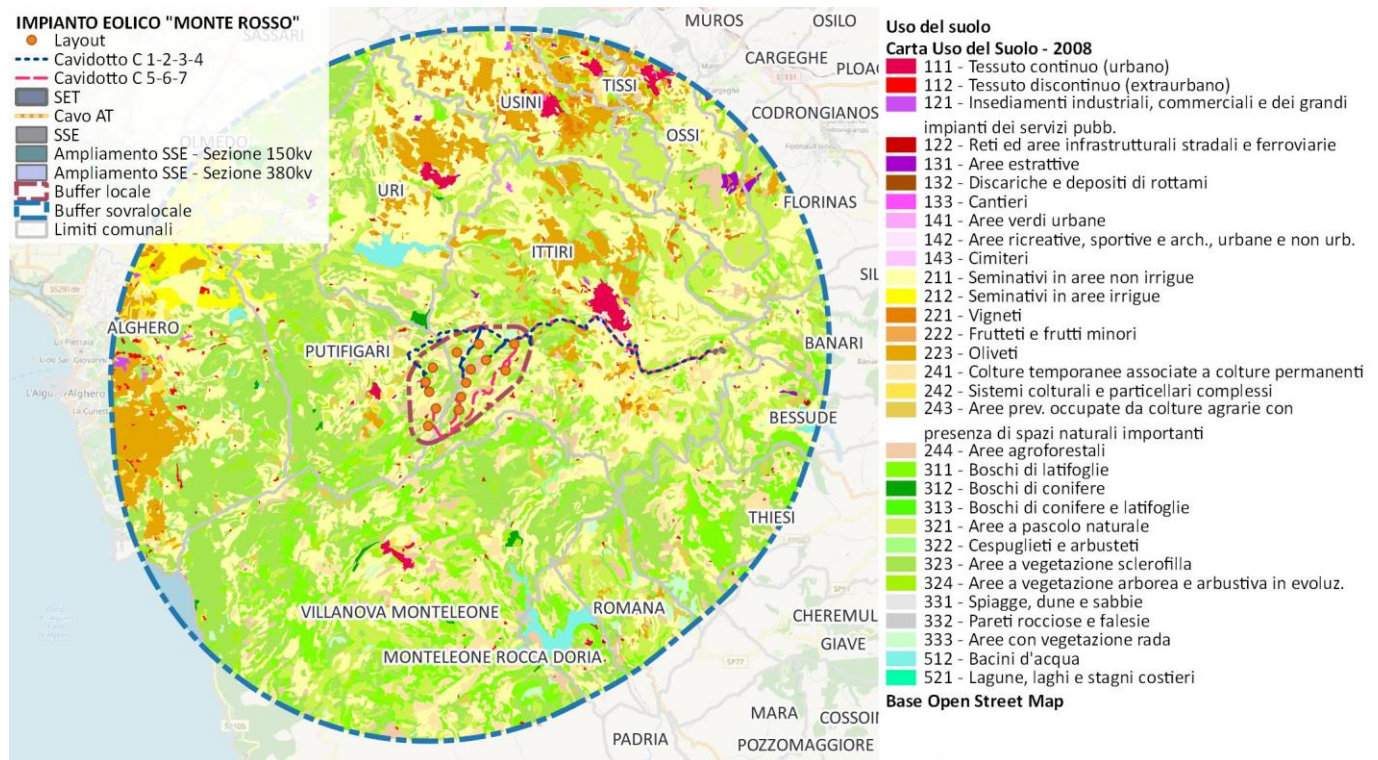 IMPIANTO EOLICO "MONTE ROSSO"
Layout
Cavidotto C 1-2-3-4
Cavidotto C 5-6-7
SET
Cavo AT
SSE
Ampliamento SSE - Sezione 150kv
Ampliamento SSE - Sezione 380kv
Buffer locale
Buffer sovralocale
Limiti comunali
SASSARI
OLMEDO
MUROS
OSILO
CARGEGHE
PLOA
TISSI
USINI
CODRONGIANOS
OSSI
URI
FLORINAS
ITTIRI
SIL
ALGHERO
PUTIFIGARI
BANARI
BESSUDE
THIESI
VILLANOVA MONTELEONE
ROMANA
CHEREMUL
GIAVE
MONTELEONE ROCCA DORIA
SP77
SP105
MARA
COSSOI
PADRIA
POZZOMAGGIORE
Uso del suolo
Carta Uso del Suolo - 2008
111 - Tessuto continuo (urbano)
112 - Tessuto discontinuo (extraurbano)
121 - Insediamenti industriali, commerciali e dei grandi
impianti dei servizi pubb.
122 - Reti ed aree infrastrutturali stradali e ferroviarie
131 - Aree estrattive
132 - Discariche e depositi di rottami
133 - Cantieri
141 - Aree verdi urbane
142 - Aree ricreative, sportive e arch., urbane e non urb.
143 - Cimiteri
211 - Seminativi in aree non irrigue
212 - Seminativi in aree irrigue
221 - Vigneti
222 - Frutteti e frutti minori
223 - Oliveti
241 - Colture temporanee associate a colture permanenti
242 - Sistemi colturali e particellari complessi
243 - Aree prev. occupate da colture agrarie con
presenza di spazi naturali importanti
244 - Aree agroforestali
311 - Boschi di latifoglie
312 - Boschi di conifere
313 - Boschi di conifere e latifoglie
321 - Aree a pascolo naturale
322 - Cespuglieti e arbusteti
323 - Aree a vegetazione sclerofilla
324 - Aree a vegetazione arborea e arbustiva in evoluz.
331 - Spiagge, dune e sabbie
332 - Pareti rocciose e falesie
333 - Aree con vegetazione rada
512 - Bacini d'acqua
521 - Lagune, laghi e stagni costieri
Base Open Street Map